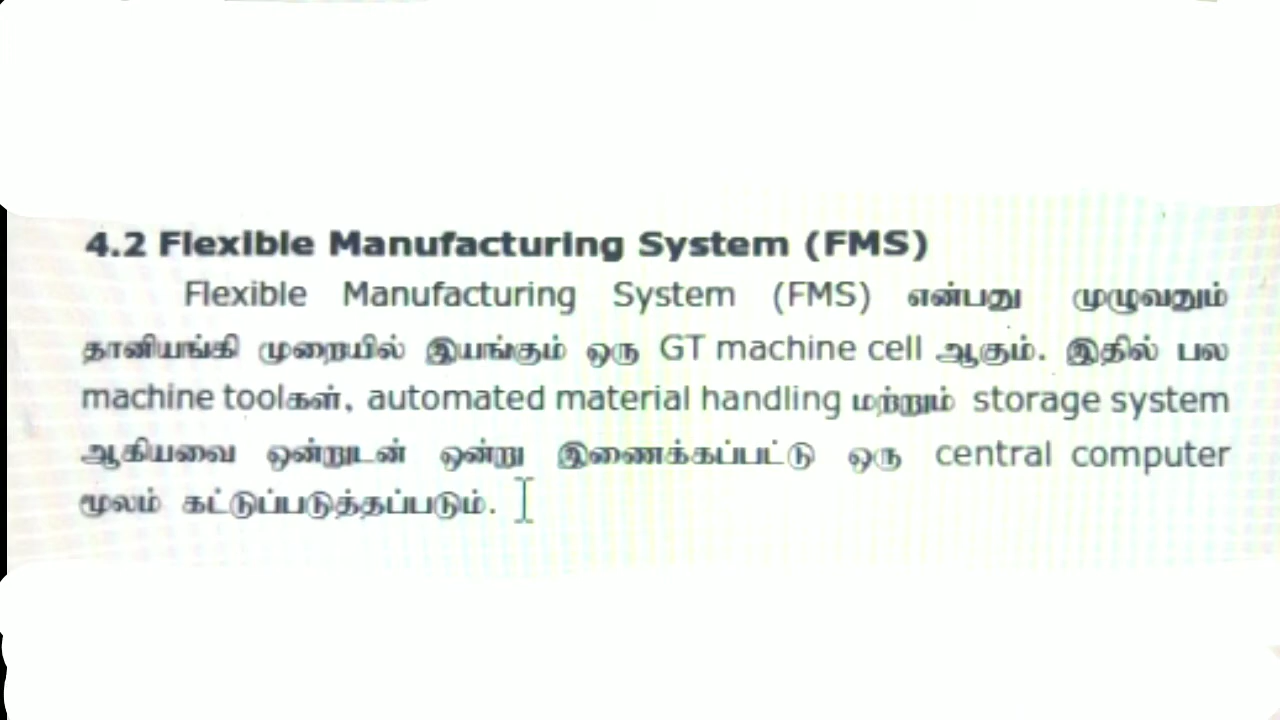 4.2 Flexible Manufacturing System (FMS)
Flexible Manufacturing System (FMS) என்பது முழுவதும்
தானியங்கி முறையில் இயங்கும் ஒரு GT machine cell ஆகும். இதில் பல
machine toolகள், automated material handling மற்றும் storage system
ஆகியவை ஒன்றுடன் ஒன்று இணைக்கப்பட்டு ஒரு central computer
மூலம் கட்டுப்படுத்தப்படும்.